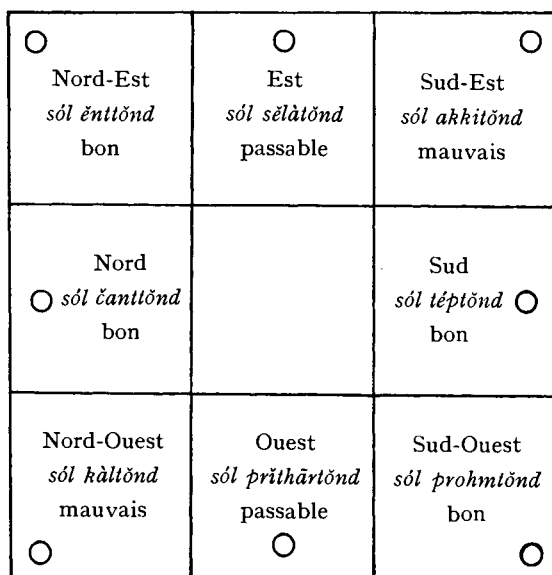 Nord-Est
sól ĕnttŏnd
bon
Est
sól sĕlàtŏnd
passable
Sud-Est
sól akkitŏnd
mauvais
Nord
sól čanttŏnd
bon
Sud
sól téptŏnd
bon
Nord-Ouest
sól kàltŏnd
mauvais
Ouest
sól prĭthārtŏnd
passable
Sud-Ouest
sól prohmtŏnd
bon